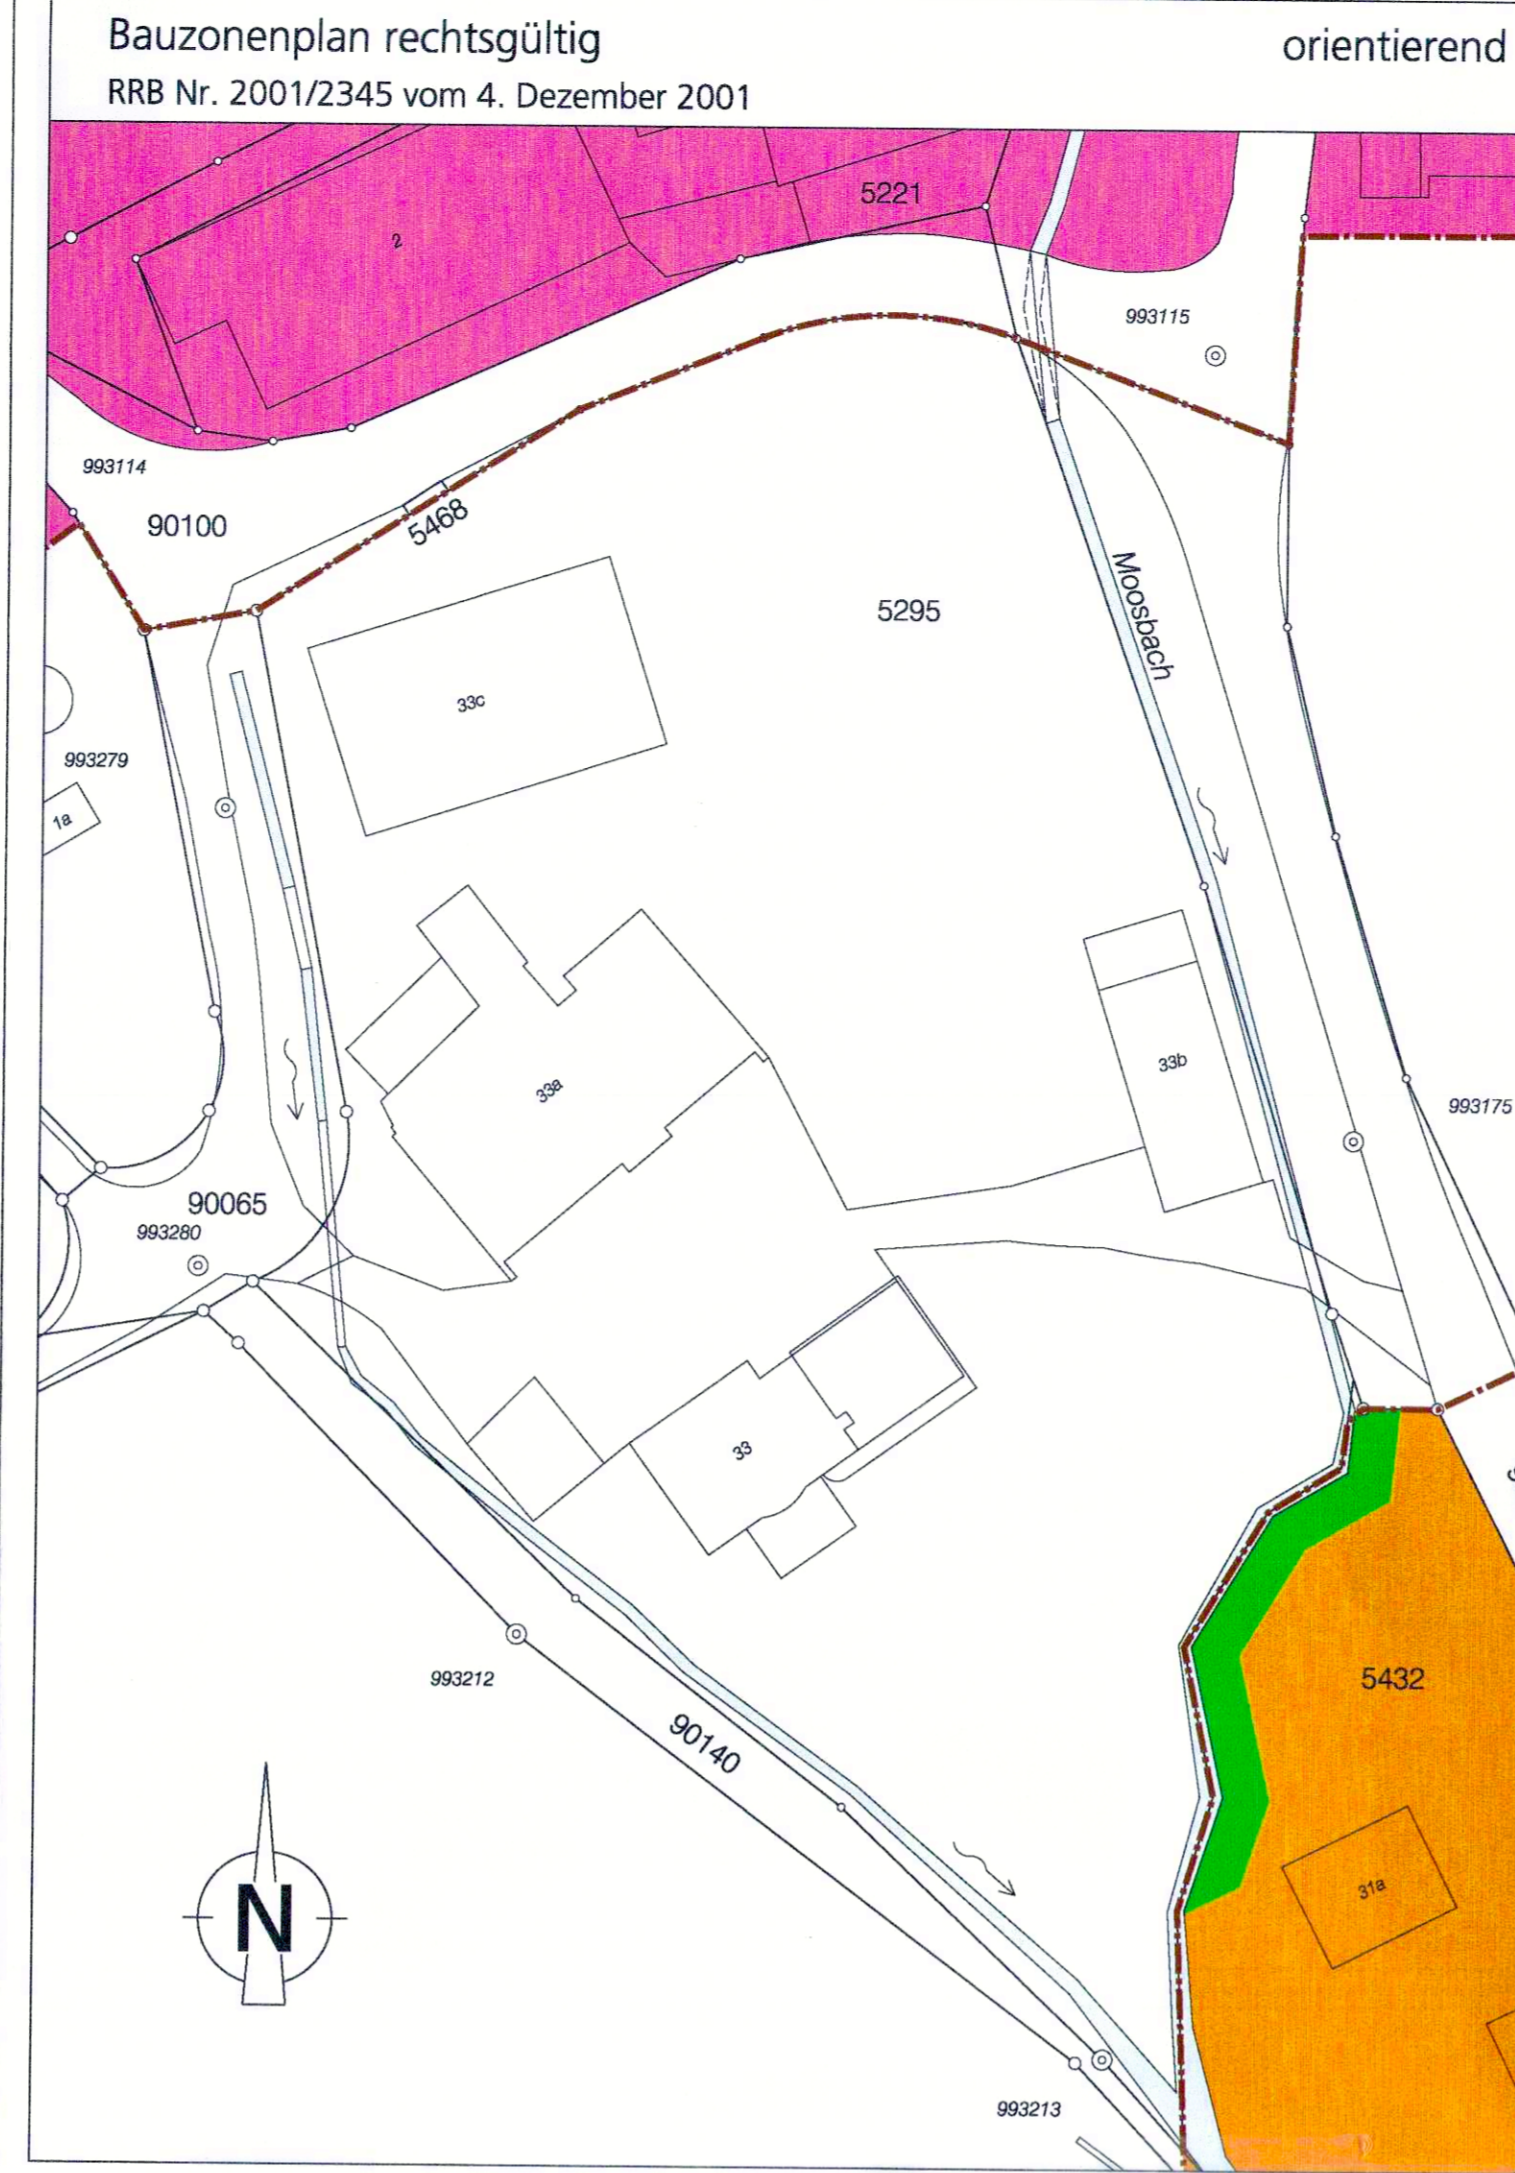 Bauzonenplan rechtsgültig
orientierend
RRB Nr. 2001/2345 vom 4. Dezember 2001
5221
2
993115
993114
90100
5468
5295
Moosbach
33c
993279
1a
33b
33a
993175
90065
993280
33
5432
993212
90140
31a
N
993213